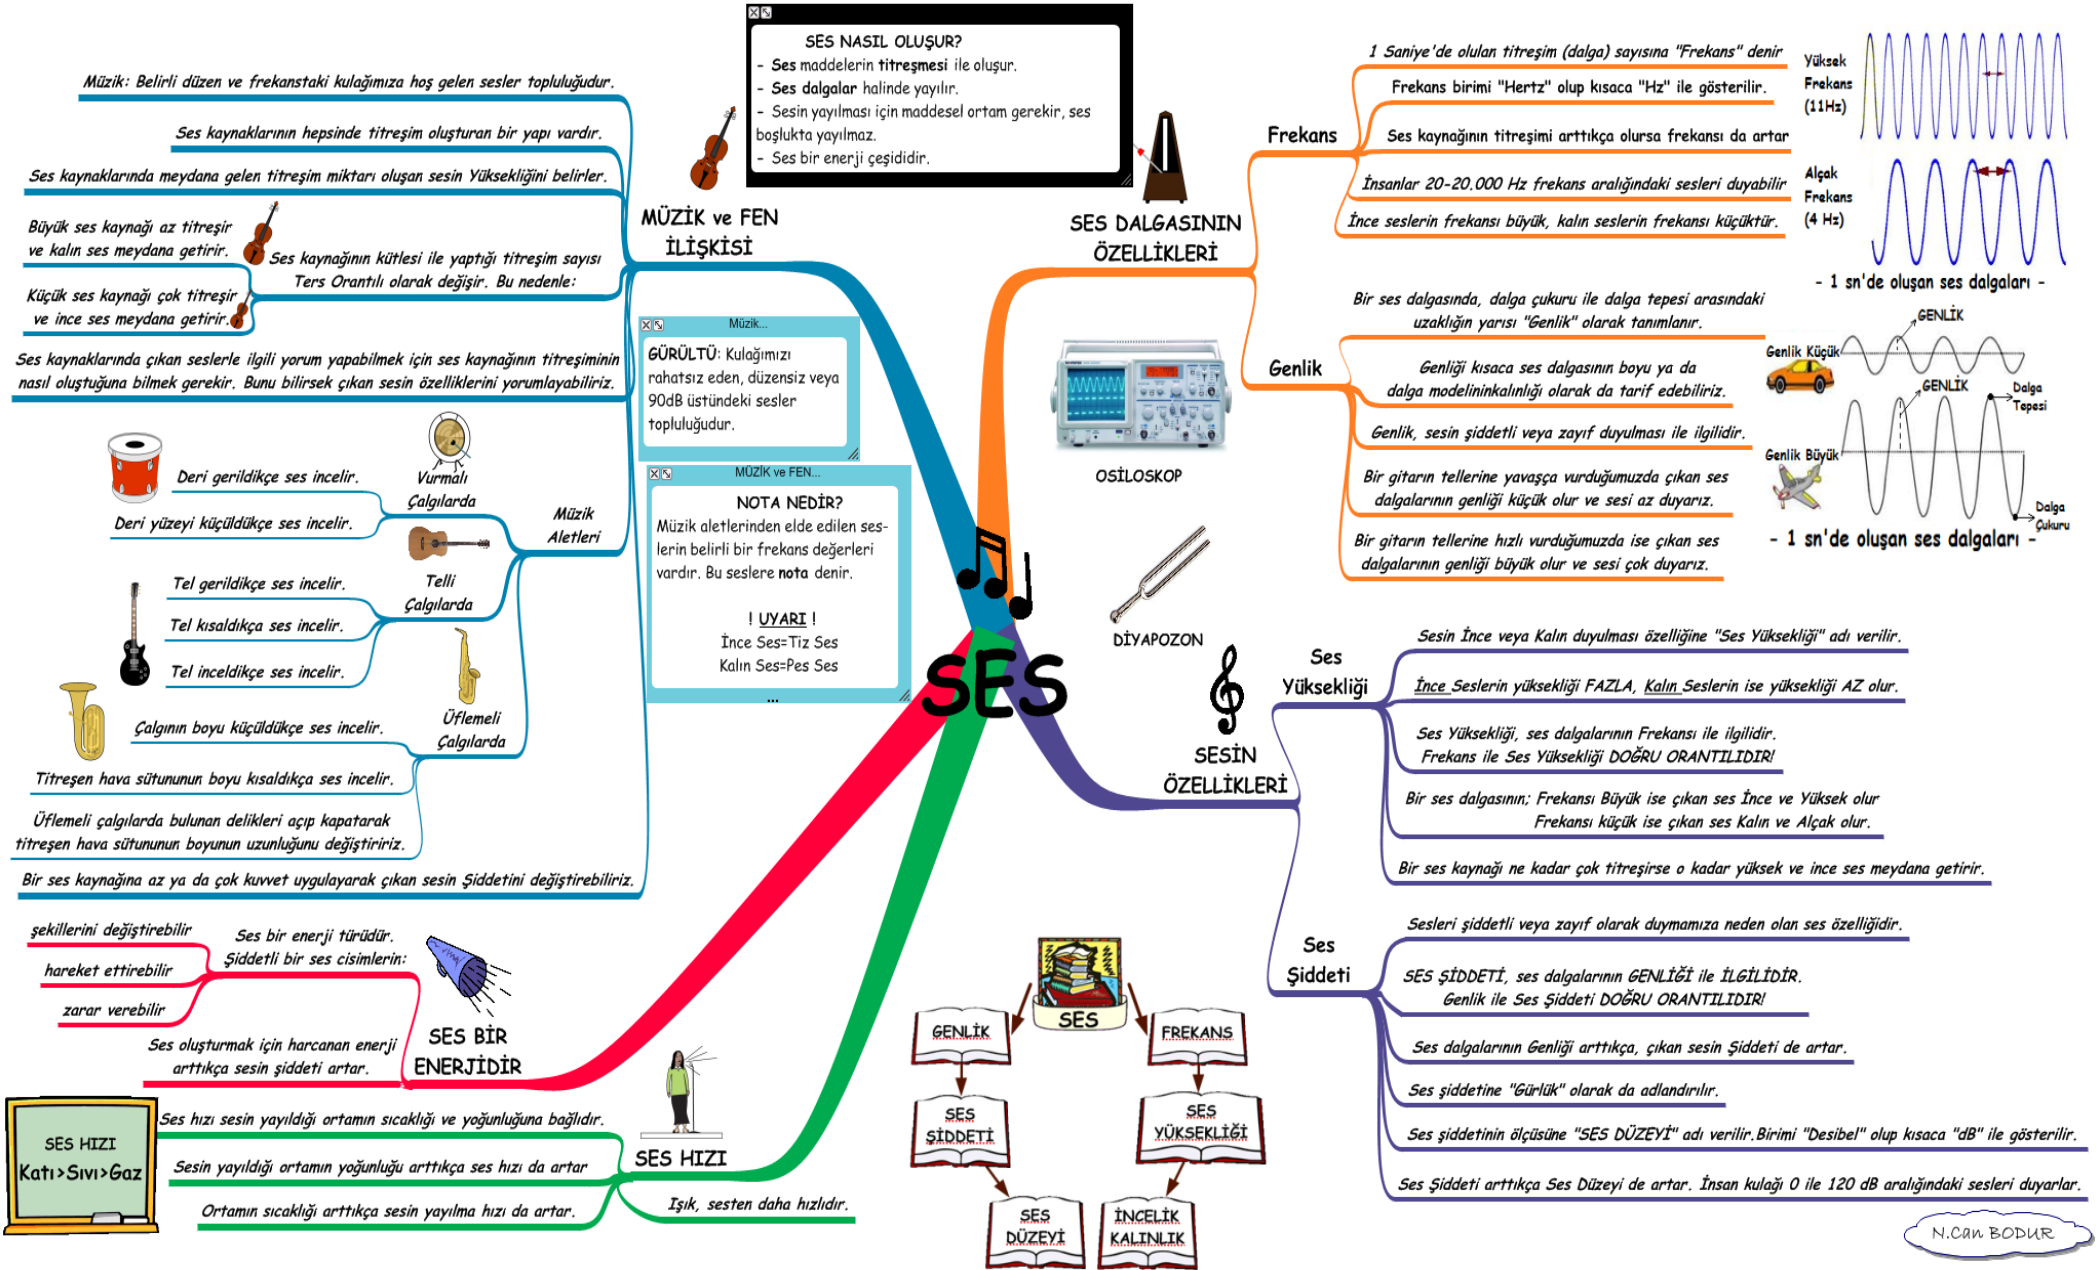 SES NASIL OLUŞUR?
- Ses maddelerin titreşmesi ile oluşur.
- Ses dalgalar halinde yayılır.
- Sesin yayılması için maddesel ortam gerekir, ses
boşlukta yayılmaz.
- Ses bir enerji çeşididir.
MÜZİK ve FEN
İLİŞKİSİ
Müzik: Belirli düzen ve frekanstaki kulağımıza hoş gelen sesler topluluğudur.
Ses kaynaklarının hepsinde titreşim oluşturan bir yapı vardır.
Ses kaynaklarında meydana gelen titreşim miktarı oluşan sesin Yüksekliğini belirler.
Büyük ses kaynağı az titreşir
ve kalın ses meydana getirir.
Küçük ses kaynağı çok titreşir
ve ince ses meydana getirir.
Ses kaynağının kütlesi ile yaptığı titreşim sayısı
Ters Orantılı olarak değişir. Bu nedenle:
Ses kaynaklarında çıkan seslerle ilgili yorum yapabilmek için ses kaynağının titreşiminin
nasıl oluştuğuna bilmek gerekir. Bunu bilirsek çıkan sesin özelliklerini yorumlayabiliriz.
Müzik
Aletleri
Vurmalı
Çalgılarda
Deri gerildikçe ses incelir.
Deri yüzeyi küçüldükçe ses incelir.
Telli
Çalgılarda
Tel gerildikçe ses incelir.
Tel kısaldıkça ses incelir.
Tel inceldikçe ses incelir.
Üflemeli
Çalgılarda
Çalgının boyu küçüldükçe ses incelir.
Titreşen hava sütununun boyu kısaldıkça ses incelir.
Üflemeli çalgılarda bulunan delikleri açıp kapatarak
titreşen hava sütununun boyunun uzunluğunu değiştiririz.
Bir ses kaynağına az ya da çok kuvvet uygulayarak çıkan sesin Şiddetini değiştirebiliriz.
Müzik...
GÜRÜLTÜ: Kulağımızı
rahatsız eden, düzensiz veya
90dB üstündeki sesler
topluluğudur.
MÜZİK ve FEN...
NOTA NEDİR?
Müzik aletlerinden elde edilen ses-
lerin belirli bir frekans değerleri
vardır. Bu seslere nota denir.
! UYARI !
İnce Ses=Tiz Ses
Kalın Ses=Pes Ses
...
SES
SES DALGASININ
ÖZELLİKLERİ
Frekans
1 Saniye'de olulan titreşim (dalga) sayısına "Frekans" denir
Frekans birimi "Hertz" olup kısaca "Hz" ile gösterilir.
Ses kaynağının titreşimi arttıkça olursa frekansı da artar
İnsanlar 20-20.000 Hz frekans aralığındaki sesleri duyabilir
İnce seslerin frekansı büyük, kalın seslerin frekansı küçüktür.
Yüksek
Frekans
(11Hz)
Alçak
Frekans
(4 Hz)
- 1 sn'de oluşan ses dalgaları -
Genlik
Bir ses dalgasında, dalga çukuru ile dalga tepesi arasındaki
uzaklığın yarısı "Genlik" olarak tanımlanır.
Genliği kısaca ses dalgasının boyu ya da
dalga modelininkalınlığı olarak da tarif edebiliriz.
Genlik, sesin şiddetli veya zayıf duyulması ile ilgilidir.
Bir gitarın tellerine yavaşça vurduğumuzda çıkan ses
dalgalarının genliği küçük olur ve sesi az duyarız.
Bir gitarın tellerine hızlı vurduğumuzda ise çıkan ses
dalgalarının genliği büyük olur ve sesi çok duyarız.
GENLİK
Genlik Küçük
GENLİK
Dalga
Tepesi
Genlik Büyük
Dalga
Çukuru
- 1 sn'de oluşan ses dalgaları -
OSİLOSKOP
DİYAPOZON
SESİN
ÖZELLİKLERİ
Ses
Yüksekliği
Sesin İnce veya Kalın duyulması özelliğine "Ses Yüksekliği" adı verilir.
İnce Seslerin yüksekliği FAZLA, Kalın Seslerin ise yüksekliği AZ olur.
Ses Yüksekliği, ses dalgalarının Frekansı ile ilgilidir.
Frekans ile Ses Yüksekliği DOĞRU ORANTILIDIR!
Bir ses dalgasının; Frekansı Büyük ise çıkan ses İnce ve Yüksek olur
Frekansı küçük ise çıkan ses Kalın ve Alçak olur.
Bir ses kaynağı ne kadar çok titreşirse o kadar yüksek ve ince ses meydana getirir.
Ses
Şiddeti
Sesleri şiddetli veya zayıf olarak duymamıza neden olan ses özelliğidir.
SES ŞİDDETİ, ses dalgalarının GENLİĞİ ile İLGİLİDİR.
Genlik ile Ses Şiddeti DOĞRU ORANTILIDIR!
Ses dalgalarının Genliği arttıkça, çıkan sesin Şiddeti de artar.
Ses şiddetine "Gürlük" olarak da adlandırılır.
Ses şiddetinin ölçüsüne "SES DÜZEYİ" adı verilir.Birimi "Desibel" olup kısaca "dB" ile gösterilir.
Ses Şiddeti arttıkça Ses Düzeyi de artar. İnsan kulağı 0 ile 120 dB aralığındaki sesleri duyarlar.
SES BİR
ENERJİDİR
Ses bir enerji türüdür.
Şiddetli bir ses cisimlerin:
şekillerini değiştirebilir
hareket ettirebilir
zarar verebilir
Ses oluşturmak için harcanan enerji
arttıkça sesin şiddeti artar.
SES HIZI
Ses hızı sesin yayıldığı ortamın sıcaklığı ve yoğunluğuna bağlıdır.
Sesin yayıldığı ortamın yoğunluğu arttıkça ses hızı da artar
Ortamın sıcaklığı arttıkça sesin yayılma hızı da artar.
Işık, sesten daha hızlıdır.
SES HIZI
Katı>Sıvı>Gaz
SES
GENLİK
FREKANS
SES
ŞİDDETİ
SES
YÜKSEKLİĞİ
SES
DÜZEYİ
İNCELİK
KALINLIK
N.Can BODUR